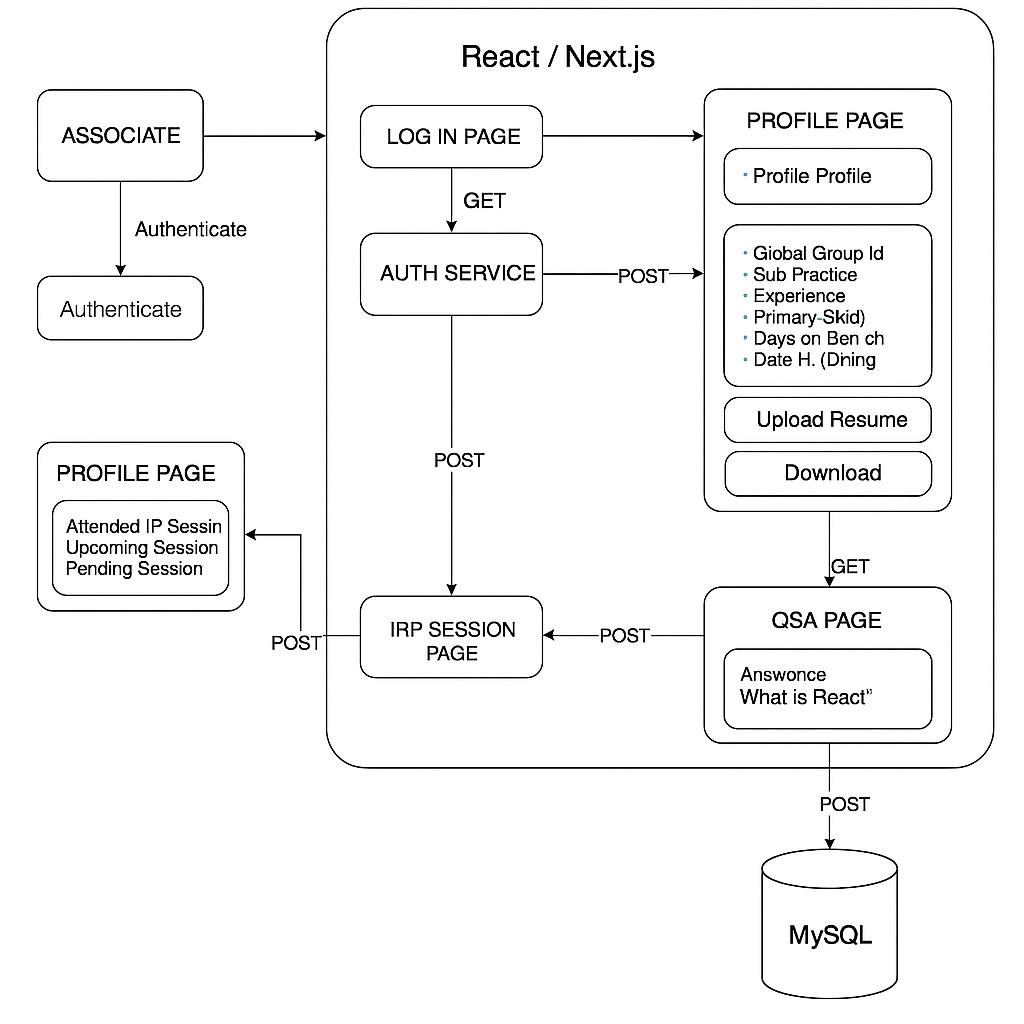 React / Next.js
ASSOCIATE
LOG IN PAGE
PROFILE PAGE
• Profile Profile
GET
Authenticate
AUTH SERVICE
POST
• Giobal Group Id
• Sub Practice
• Experience
• Primary-Skid)
• Days on Ben ch
• Date H. (Dining
Authenticate
Upload Resume
Download
POST
PROFILE PAGE
Attended IP Sessin
Upcoming Session
Pending Session
GET
IRP SESSION
PAGE
POST
POST
QSA PAGE
Answonce
What is React"
POST
MySQL